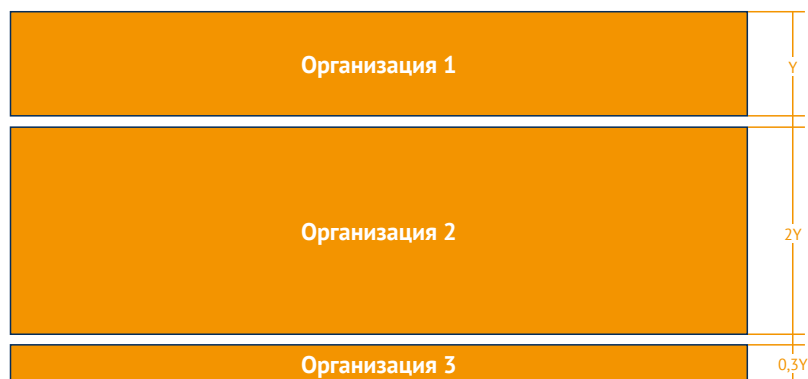 Организация 1
Y
Организация 2
2Y
Организация 3
0,3Y